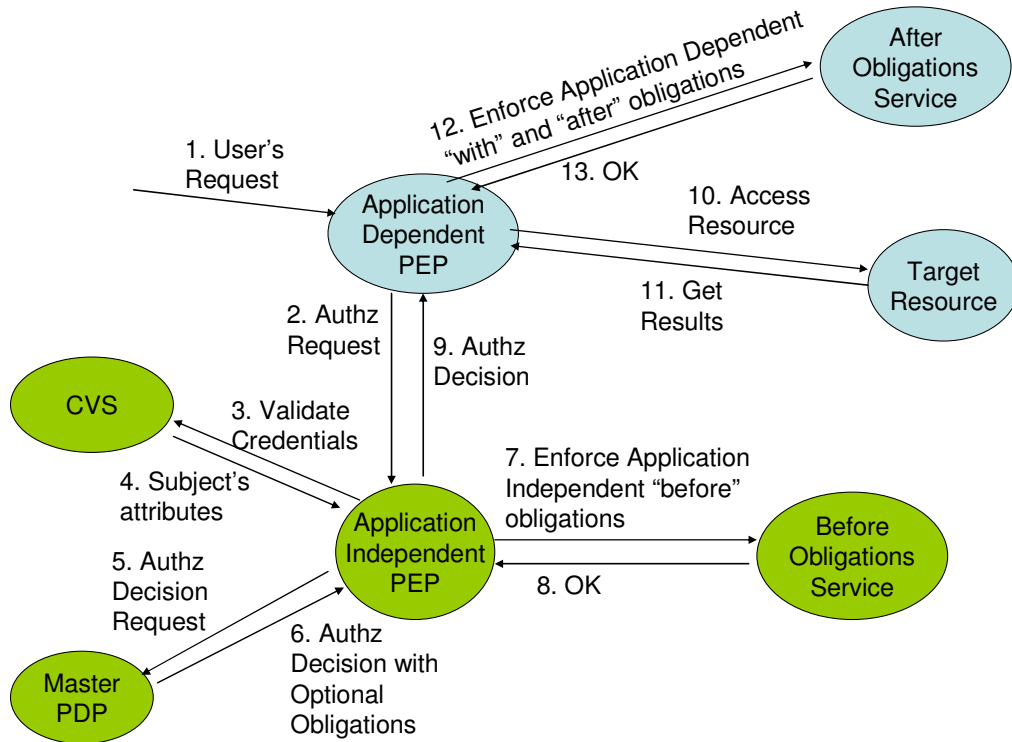 After
Obligations
Service
12. Enforce Application Dependent
“with” and “after” obligations
13. OK
1. User's
Request
Application
Dependent
PEP
10. Access
Resource
11. Get
Results
Target
Resource
2. Authz
Request
9. Authz
Decision
CVS
3. Validate
Credentials
4. Subject's
attributes
Application
Independent
PEP
7. Enforce Application
Independent “before”
obligations
8. OK
Before
Obligations
Service
5. Authz
Decision
Request
6. Authz
Decision with
Optional
Obligations
Master
PDP